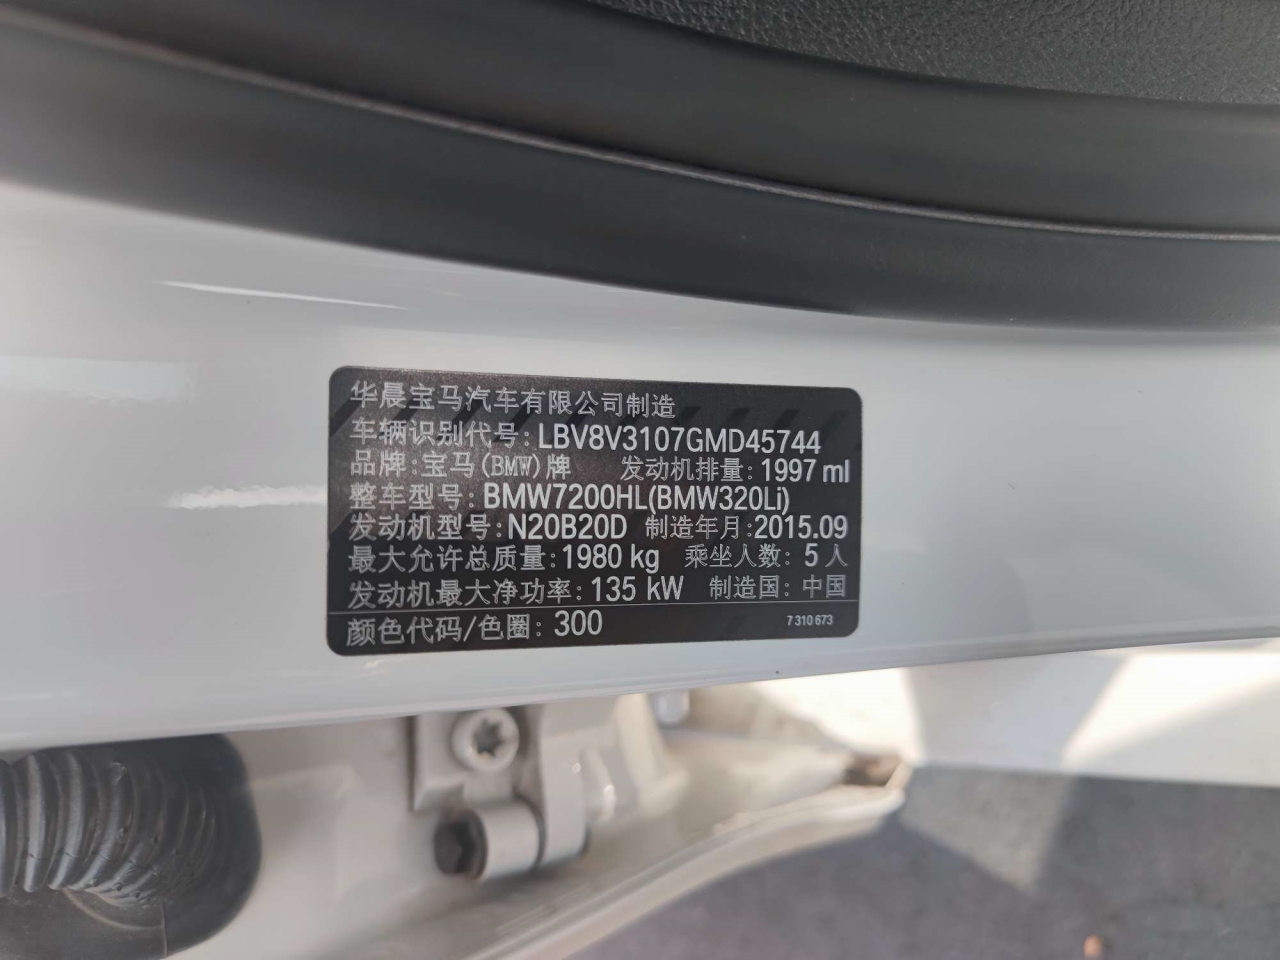 华晨宝马汽车有限公司制造
车辆识别代号: LBV8V3107GMD45744
品牌:宝马(BMW)牌 发动机排量: 1997 ml
整车型号: BMW7200HL(BMW320Li)
发动机型号: N20B20D 制造年月:2015.09
最大允许总质量: 1980 kg 乘坐人数: 5 人
发动机最大净功率: 135 kW 制造国: 中国
颜色代码/色圈: 300 7 310 673